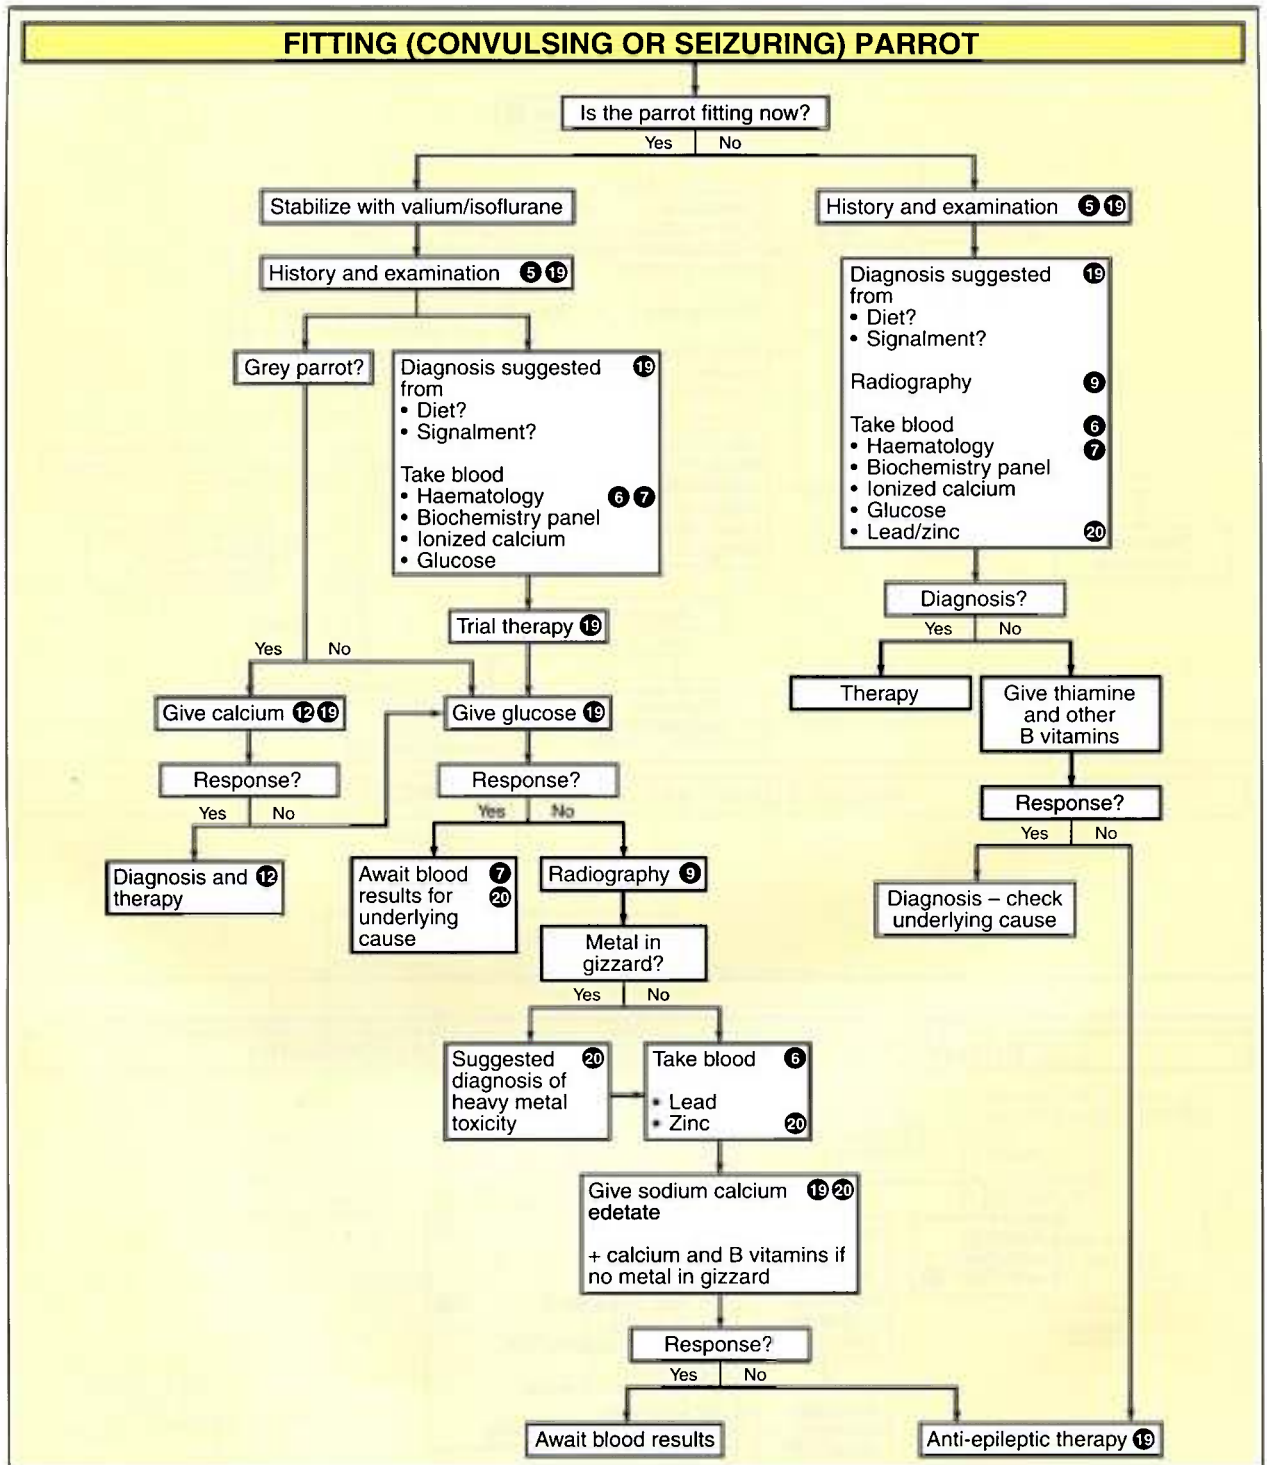 FITTING (CONVULSING OR SEIZURING) PARROT
Is the parrot fitting now?
Yes No
Stabilize with valium/isoflurane
History and examination 5 19
History and examination 5 19
Grey parrot?
Diagnosis suggested 19
from
• Diet?
• Signalment?
Take blood
• Haematology 6 7
• Biochemistry panel
• Ionized calcium
• Glucose
Trial therapy 19
Diagnosis suggested 19
from
• Diet?
• Signalment?
Radiography 9
Take blood 6
• Haematology 7
• Biochemistry panel
• Ionized calcium
• Glucose
• Lead/zinc 20
Diagnosis?
Yes No
Therapy
Give thiamine
and other
B vitamins
Response?
Yes No
Diagnosis – check
underlying cause
Yes No
Give calcium 12 19
Give glucose 19
Response?
Yes No
Diagnosis and 12
therapy
Response?
Yes No
Await blood 7
results for 20
underlying
cause
Radiography 9
Metal in
gizzard?
Yes No
Suggested 20
diagnosis of
heavy metal
toxicity
Take blood 6
• Lead
• Zinc 20
Give sodium calcium 19 20
edetate
+ calcium and B vitamins if
no metal in gizzard
Response?
Yes No
Await blood results
Anti-epileptic therapy 19